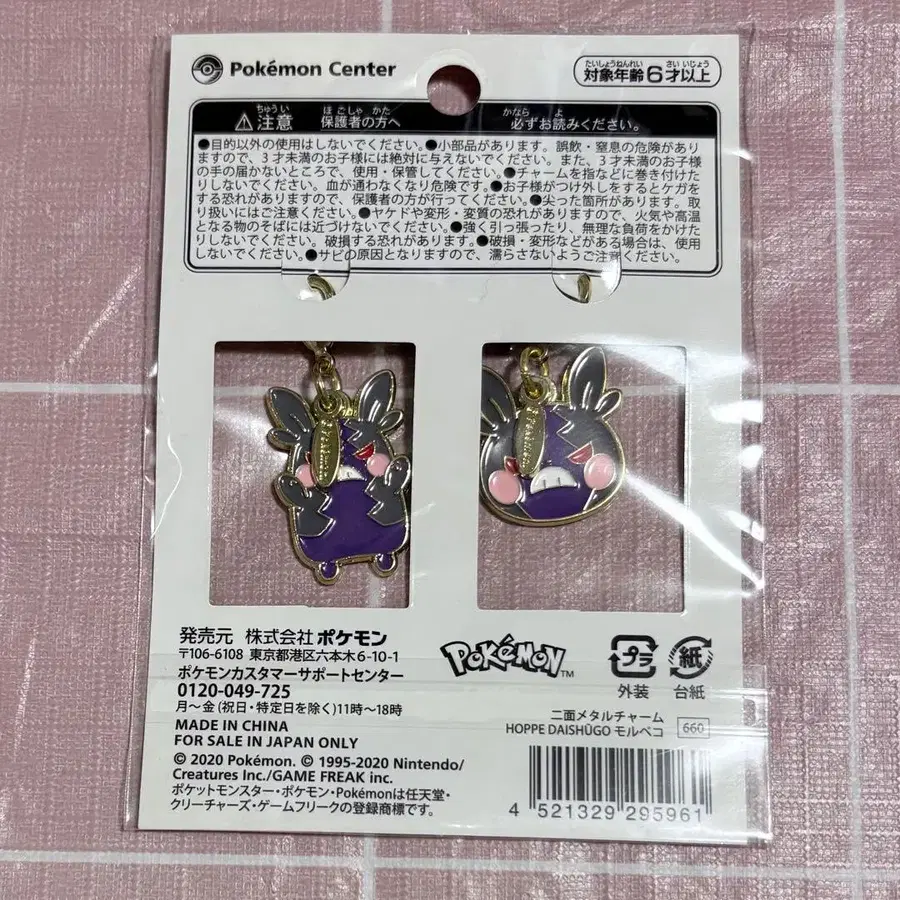 Pokémon Center
たいしょうねんれい さい いじょう
対象年齢6才以上
ちゅうい ほごしゃ かた かなら よ
⚠注意 保護者の方へ 必ずお読みください。
●目的以外の使用はしないでください。●小部品があります。誤飲・窒息の危険があり
ますので、3才未満のお子様には絶対に与えないでください。また、3才未満のお子様
の手の届かないところで、使用・保管してください。●チャームを指などに巻き付けた
りしないでください。血が通わなくなり危険です。●お子様がつけ外しをするとケガを
する恐れがありますので、保護者の方が行ってください。●尖った箇所があります。取
り扱いにはご注意ください。●ヤケドや変形・変質の恐れがありますので、火気や高温
となる物のそばには近づけないでください。●強く引っ張ったり、無理な負荷をかけた
りしないでください。破損する恐れがあります。●破損・変形などがある場合は、使用
しないでください。●サビの原因となりますので、濡らさないようご注意ください。
発売元 株式会社ポケモン
〒106-6108 東京都港区六本木6-10-1
ポケモンカスタマーサポートセンター
0120-049-725
月〜金(祝日・特定日を除く)11時〜18時
MADE IN CHINA
FOR SALE IN JAPAN ONLY
© 2020 Pokémon. © 1995-2020 Nintendo/
Creatures Inc./GAME FREAK inc.
ポケットモンスター・ポケモン・Pokémonは任天堂・
クリーチャーズ・ゲームフリークの登録商標です。
POKéMON™
プラ 紙
外装 台紙
二面メタルチャーム
HOPPE DAISHŪGO モルペコ 660
4 521329 295961